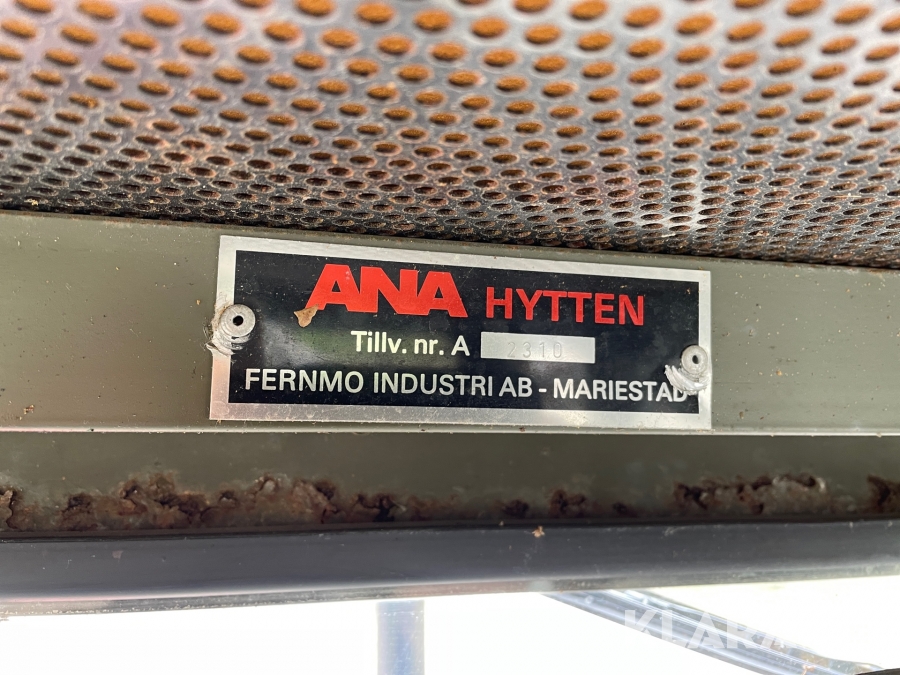 ANA HYTTEN
Tillv. nr. A 2310
FERNMO INDUSTRI AB - MARIESTAD